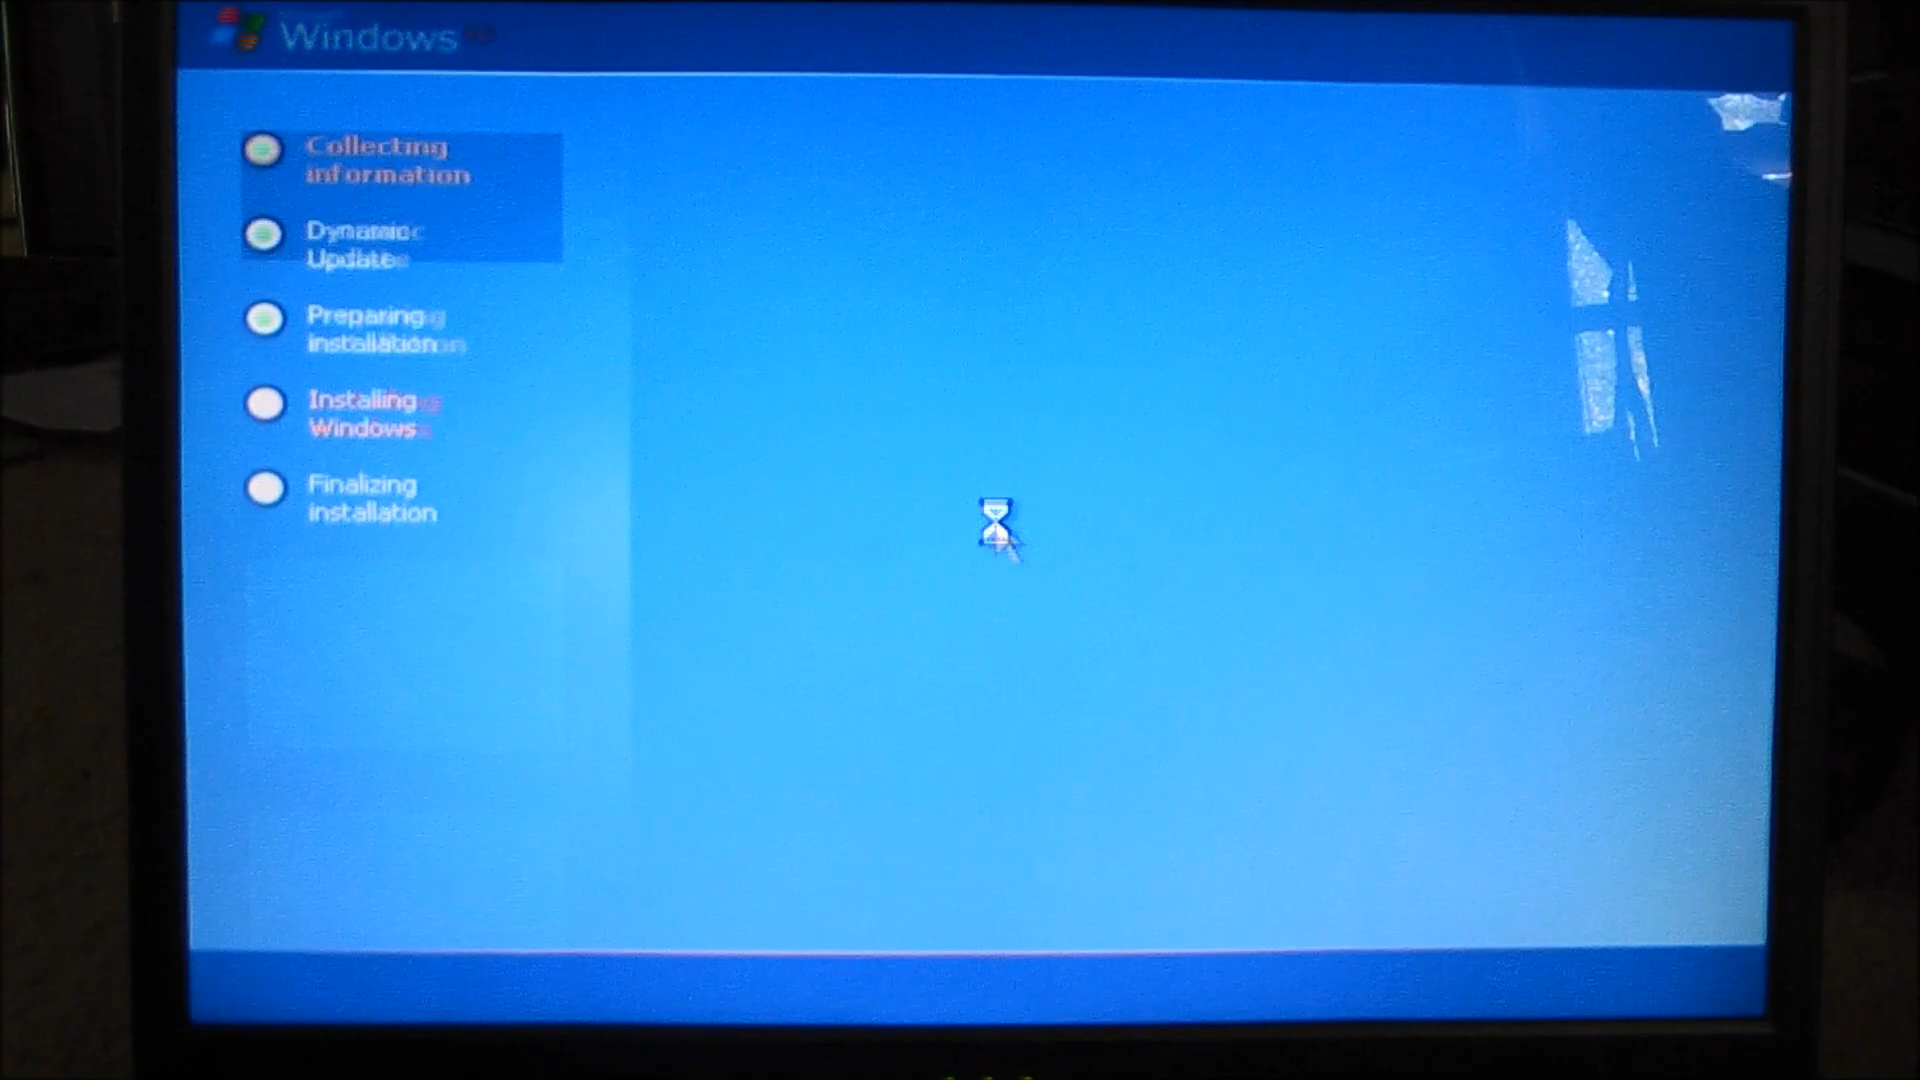 Windows
Collecting
information
Dynamic
Update
Preparing
installation
Installing
Windows
Finalizing
installation